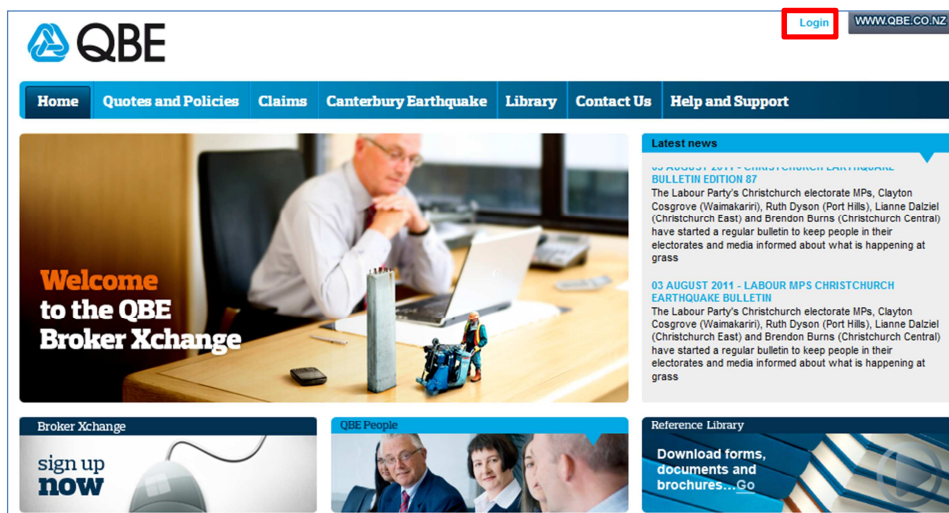 QBE
Login
WWW.QBE.CO.NZ
Home Quotes and Policies Claims Canterbury Earthquake Library Contact Us Help and Support
Welcome
to the QBE
Broker Xchange
Latest news
03 AUGUST 2011 - CHRISTCHURCH EARTHQUAKE
BULLETIN EDITION 87
The Labour Party's Christchurch electorate MPs, Clayton
Cosgrove (Waimakariri), Ruth Dyson (Port Hills), Lianne Dalziel
(Christchurch East) and Brendon Burns (Christchurch Central)
have started a regular bulletin to keep people in their
electorates and media informed about what is happening at
grass
03 AUGUST 2011 - LABOUR MPS CHRISTCHURCH
EARTHQUAKE BULLETIN
The Labour Party's Christchurch electorate MPs, Clayton
Cosgrove (Waimakariri), Ruth Dyson (Port Hills), Lianne Dalziel
(Christchurch East) and Brendon Burns (Christchurch Central)
have started a regular bulletin to keep people in their
electorates and media informed about what is happening at
grass
Broker Xchange
sign up
now
QBE People
Reference Library
Download forms,
documents and
brochures...Go